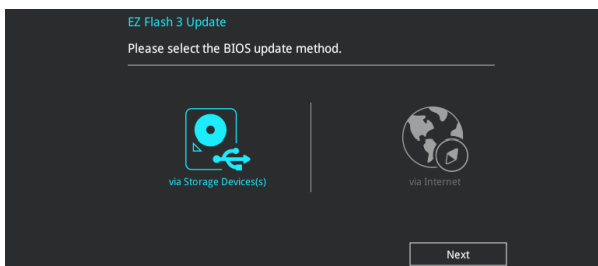 EZ Flash 3 Update
Please select the BIOS update method.
via Storage Devices(s)
via Internet
Next